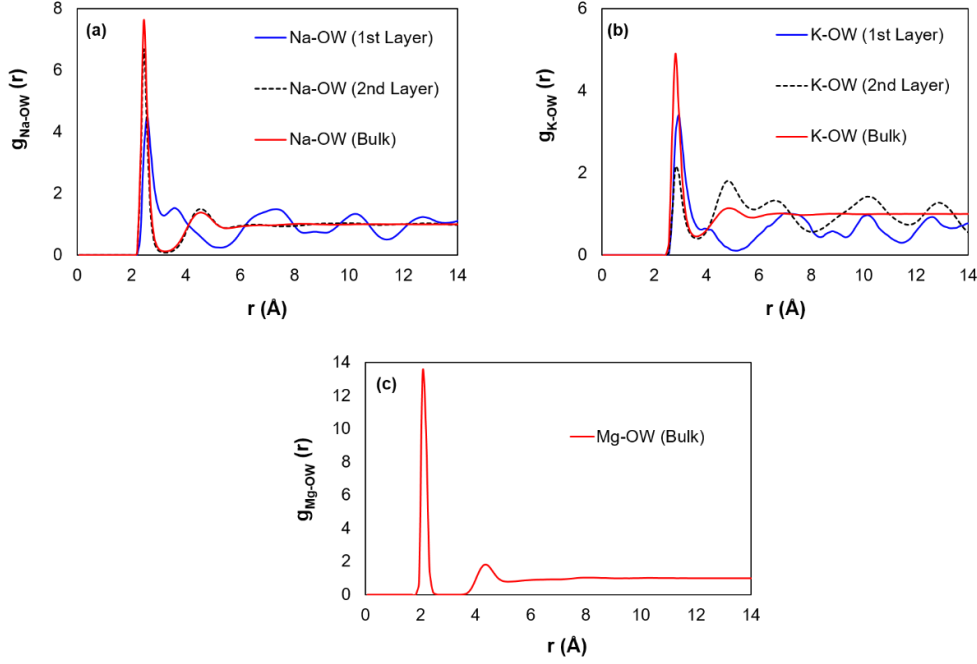 (a)
Na-OW (1st Layer)
Na-OW (2nd Layer)
Na-OW (Bulk)
g Na-OW (r)
8
6
4
2
0
0 2 4 6 8 10 12 14
r (Å)
(b)
K-OW (1st Layer)
K-OW (2nd Layer)
K-OW (Bulk)
g K-OW (r)
6
4
2
0
0 2 4 6 8 10 12 14
r (Å)
(c)
Mg-OW (Bulk)
g Mg-OW (r)
14
12
10
8
6
4
2
0
0 2 4 6 8 10 12 14
r (Å)